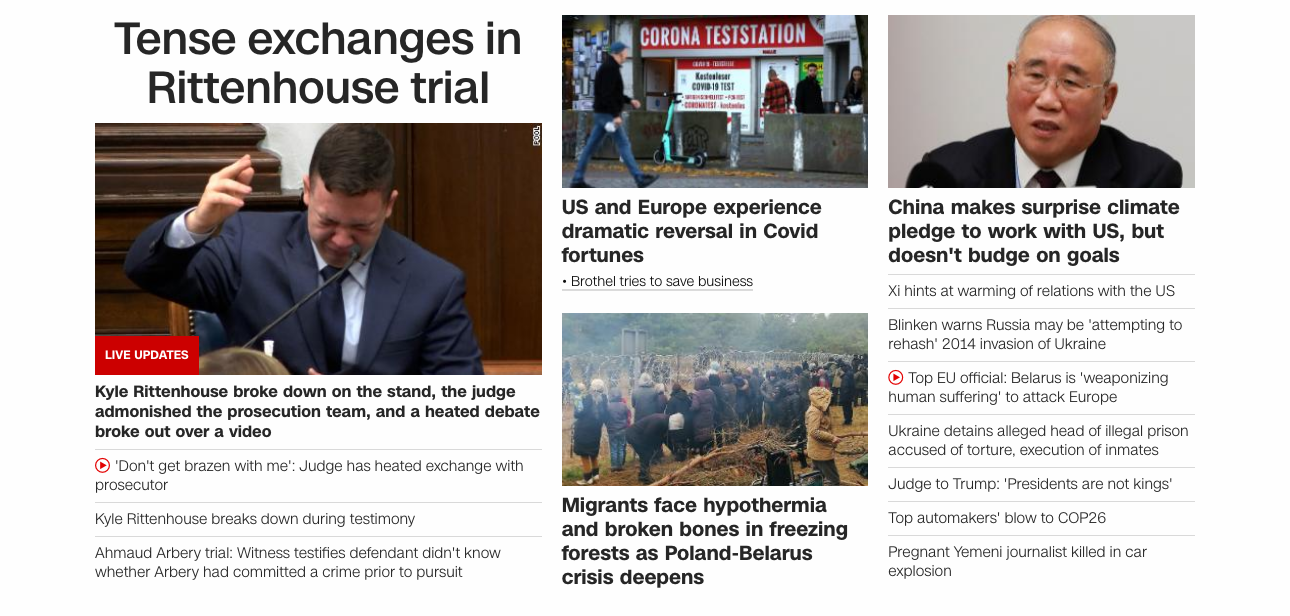 Tense exchanges in
Rittenhouse trial
POOL
LIVE UPDATES
Kyle Rittenhouse broke down on the stand, the judge
admonished the prosecution team, and a heated debate
broke out over a video
'Don't get brazen with me': Judge has heated exchange with
prosecutor
Kyle Rittenhouse breaks down during testimony
Ahmaud Arbery trial: Witness testifies defendant didn't know
whether Arbery had committed a crime prior to pursuit
CORONA TESTSTATION
Kostenloser
COVID-19 TEST
US and Europe experience
dramatic reversal in Covid
fortunes
• Brothel tries to save business
Migrants face hypothermia
and broken bones in freezing
forests as Poland-Belarus
crisis deepens
China makes surprise climate
pledge to work with US, but
doesn't budge on goals
Xi hints at warming of relations with the US
Blinken warns Russia may be 'attempting to
rehash' 2014 invasion of Ukraine
Top EU official: Belarus is 'weaponizing
human suffering' to attack Europe
Ukraine detains alleged head of illegal prison
accused of torture, execution of inmates
Judge to Trump: 'Presidents are not kings'
Top automakers' blow to COP26
Pregnant Yemeni journalist killed in car
explosion